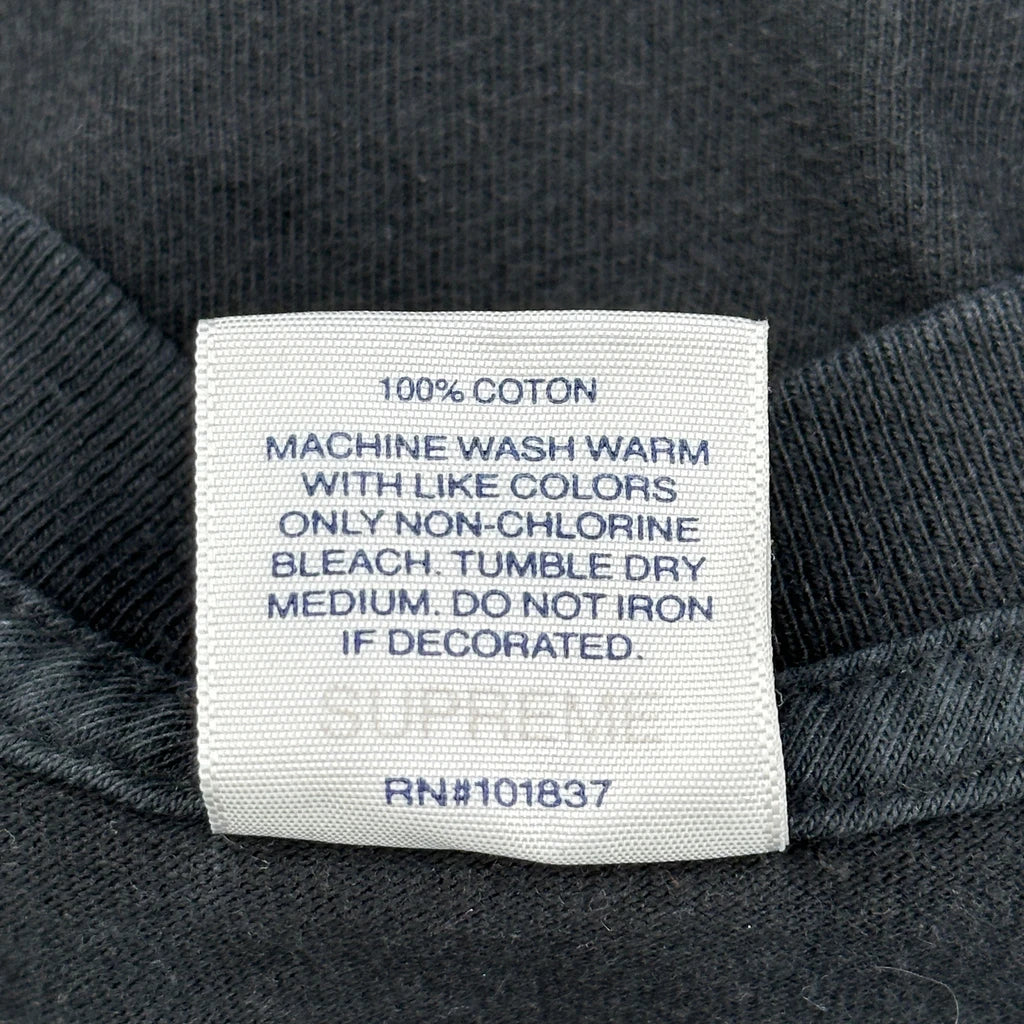 100% COTON
MACHINE WASH WARM
WITH LIKE COLORS
ONLY NON-CHLORINE
BLEACH. TUMBLE DRY
MEDIUM. DO NOT IRON
IF DECORATED.
SUPREME
RN#101837